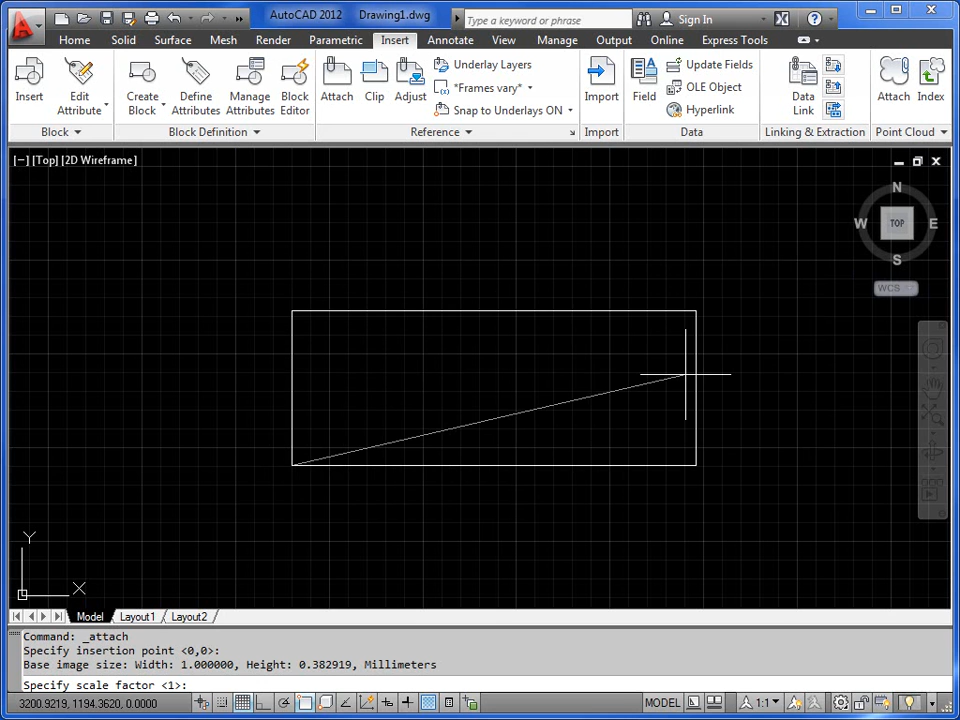 AutoCAD 2012 Drawing1.dwg Type a keyword or phrase Sign In
Home Solid Surface Mesh Render Parametric Insert Annotate View Manage Output Online Express Tools
Insert Edit Attribute Create Block Define Attributes Manage Attributes Block Editor Attach Clip Adjust Underlay Layers *Frames vary* Snap to Underlays ON Import Field Update Fields OLE Object Hyperlink Data Link Attach Index
Block Block Definition Reference Import Data Linking & Extraction Point Cloud
[−] [Top] [2D Wireframe]
N
W TOP E
S
WCS
Y
X
Model Layout1 Layout2
Command: _attach
Specify insertion point <0,0>:
Base image size: Width: 1.000000, Height: 0.382919, Millimeters
Specify scale factor <1>:
3200.9219, 1194.3620, 0.0000 MODEL 1:1